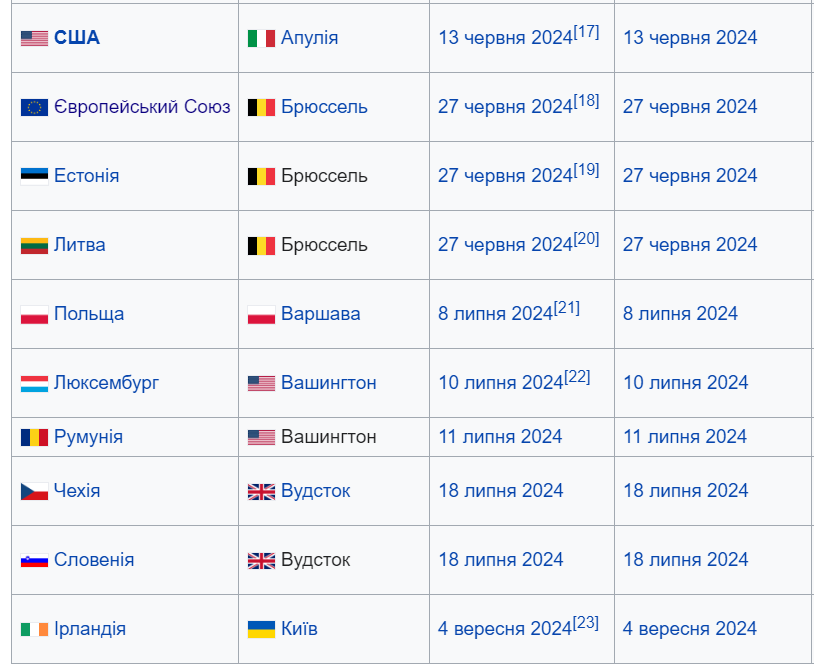 США Апулія 13 червня 2024[17] 13 червня 2024
Європейський Союз Брюссель 27 червня 2024[18] 27 червня 2024
Естонія Брюссель 27 червня 2024[19] 27 червня 2024
Литва Брюссель 27 червня 2024[20] 27 червня 2024
Польща Варшава 8 липня 2024[21] 8 липня 2024
Люксембург Вашингтон 10 липня 2024[22] 10 липня 2024
Румунія Вашингтон 11 липня 2024 11 липня 2024
Чехія Вудсток 18 липня 2024 18 липня 2024
Словенія Вудсток 18 липня 2024 18 липня 2024
Ірландія Київ 4 вересня 2024[23] 4 вересня 2024